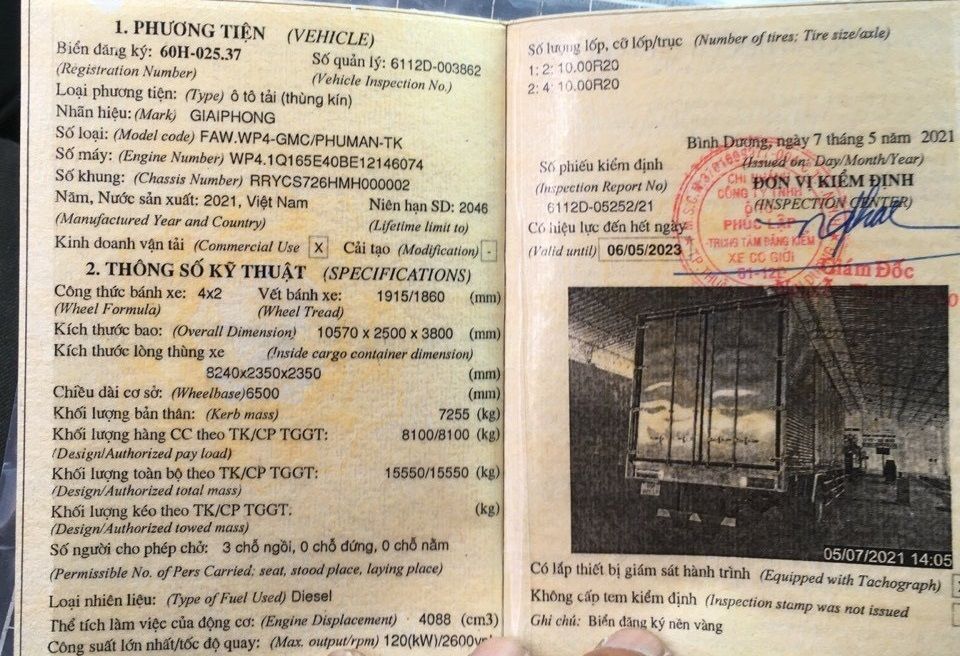 1. PHƯƠNG TIỆN (VEHICLE)
Biển đăng ký: 60H-025.37 Số quản lý: 6112D-003862
(Registration Number) (Vehicle Inspection No.)
Loại phương tiện: (Type) ô tô tải (thùng kín)
Nhãn hiệu: (Mark) GIAIPHONG
Số loại: (Model code) FAW.WP4-GMC/PHUMAN-TK
Số máy: (Engine Number) WP4.1Q165E40BE12146074
Số khung: (Chassis Number) RRYCS726HMH000002
Năm, Nước sản xuất: 2021, Việt Nam Niên hạn SD: 2046
(Manufactured Year and Country) (Lifetime limit to)
Kinh doanh vận tải (Commercial Use X Cải tạo (Modification) -
2. THÔNG SỐ KỸ THUẬT (SPECIFICATIONS)
Công thức bánh xe: 4x2 Vết bánh xe: 1915/1860 (mm)
(Wheel Formula) (Wheel Tread)
Kích thước bao: (Overall Dimension) 10570 x 2500 x 3800 (mm)
Kích thước lòng thùng xe (Inside cargo container dimension)
8240x2350x2350 (mm)
Chiều dài cơ sở: (Wheelbase) 6500 (mm)
Khối lượng bản thân: (Kerb mass) 7255 (kg)
Khối lượng hàng CC theo TK/CP TGGT: 8100/8100 (kg)
(Design/Authorized pay load)
Khối lượng toàn bộ theo TK/CP TGGT: 15550/15550 (kg)
(Design/Authorized total mass)
Khối lượng kéo theo TK/CP TGGT: (kg)
(Design/Authorized towed mass)
Số người cho phép chở: 3 chỗ ngồi, 0 chỗ đứng, 0 chỗ nằm
(Permissible No. of Pers Carried; seat, stood place, laying place)
Loại nhiên liệu: (Type of Fuel Used) Diesel
Thể tích làm việc của động cơ: (Engine Displacement) 4088 (cm3)
Công suất lớn nhất/tốc độ quay: (Max. output/rpm) 120(kW)/2600
Số lượng lốp, cỡ lốp/trục (Number of tires; Tire size/axle)
1: 2: 10.00R20
2: 4: 10.00R20
Bình Dương, ngày 7 tháng 5 năm 2021
Số phiếu kiểm định (Issued on: Day/Month/Year)
(Inspection Report No) ĐƠN VỊ KIỂM ĐỊNH
6112D-05252/21 (INSPECTION CENTER)
Có hiệu lực đến hết ngày
(Valid until) 06/05/2023
CHI NHÁNH
CÔNG TY TNHH
PHÚC LẬP
TRUNG TÂM ĐĂNG KIỂM
XE CƠ GIỚI
61-12D
Giám Đốc
05/07/2021 14:05
Có lắp thiết bị giám sát hành trình (Equipped with Tachograph)
Không cấp tem kiểm định (Inspection stamp was not issued
Ghi chú: Biển đăng ký nền vàng